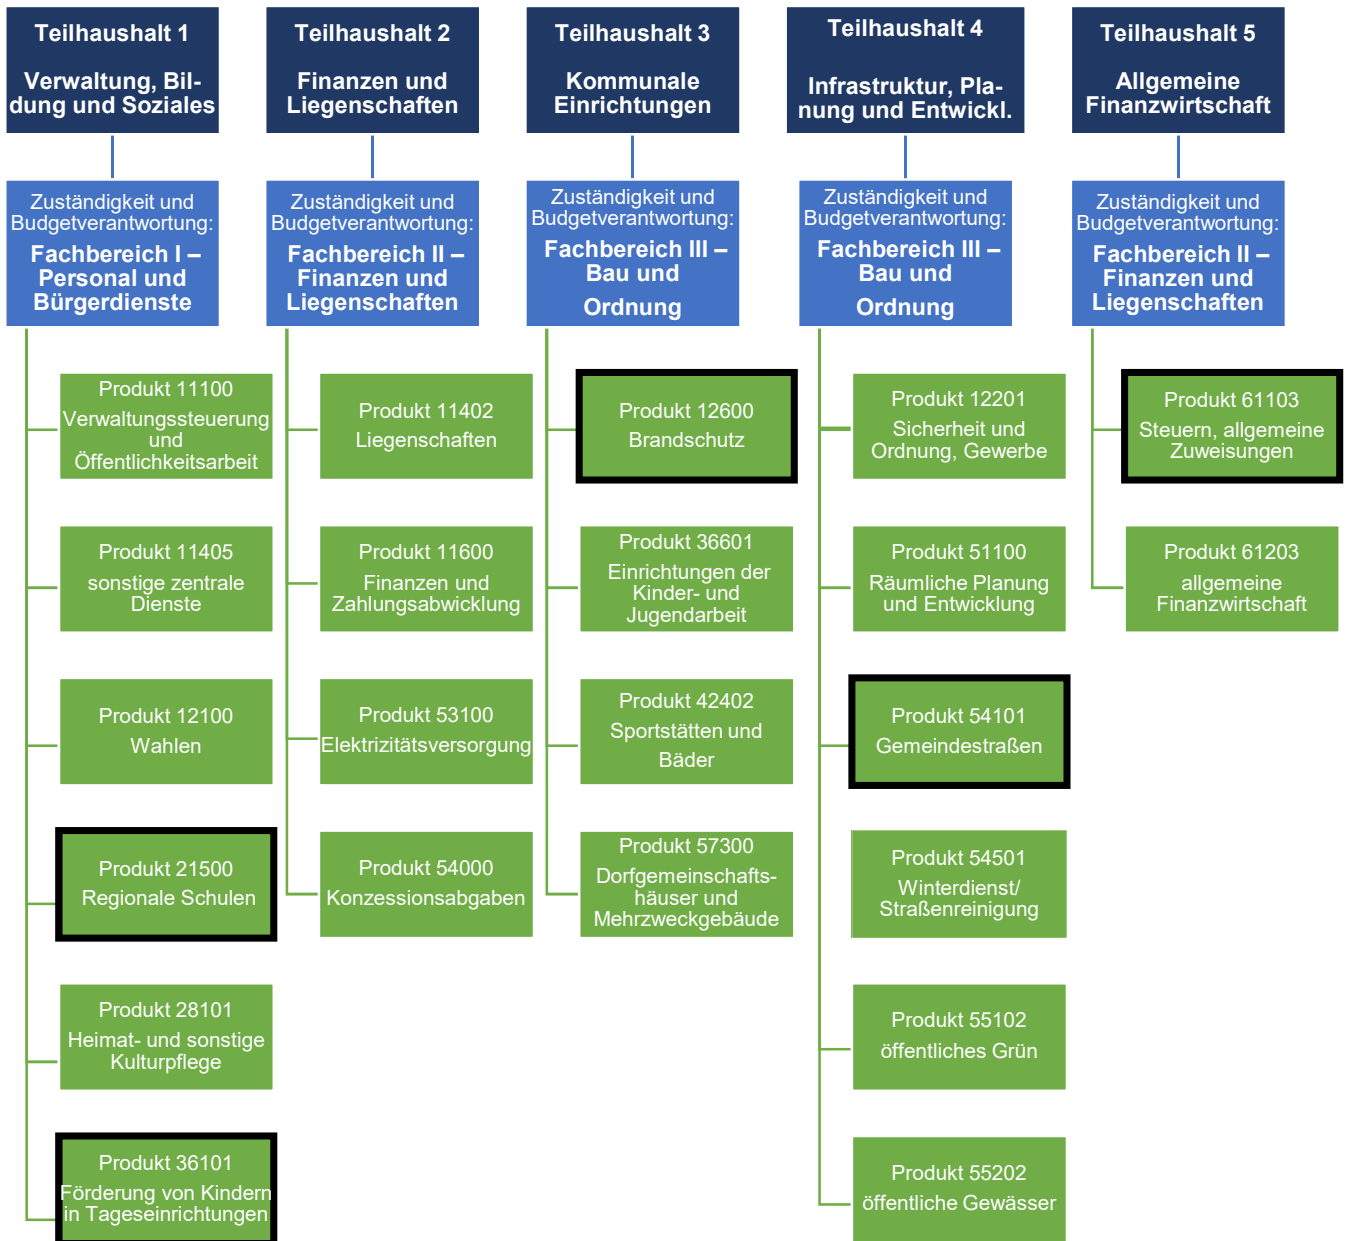 Teilhaushalt 1
Verwaltung, Bil-
dung und Soziales
Zuständigkeit und
Budgetverantwortung:
Fachbereich I –
Personal und
Bürgerdienste
Produkt 11100
Verwaltungssteuerung
und
Öffentlichkeitsarbeit
Produkt 11405
sonstige zentrale
Dienste
Produkt 12100
Wahlen
Produkt 21500
Regionale Schulen
Produkt 28101
Heimat- und sonstige
Kulturpflege
Produkt 36101
Förderung von Kindern
in Tageseinrichtungen
Teilhaushalt 2
Finanzen und
Liegenschaften
Zuständigkeit und
Budgetverantwortung:
Fachbereich II –
Finanzen und
Liegenschaften
Produkt 11402
Liegenschaften
Produkt 11600
Finanzen und
Zahlungsabwicklung
Produkt 53100
Elektrizitätsversorgung
Produkt 54000
Konzessionsabgaben
Teilhaushalt 3
Kommunale
Einrichtungen
Zuständigkeit und
Budgetverantwortung:
Fachbereich III –
Bau und
Ordnung
Produkt 12600
Brandschutz
Produkt 36601
Einrichtungen der
Kinder- und
Jugendarbeit
Produkt 42402
Sportstätten und
Bäder
Produkt 57300
Dorfgemeinschafts-
häuser und
Mehrzweckgebäude
Teilhaushalt 4
Infrastruktur, Pla-
nung und Entwickl.
Zuständigkeit und
Budgetverantwortung:
Fachbereich III –
Bau und
Ordnung
Produkt 12201
Sicherheit und
Ordnung, Gewerbe
Produkt 51100
Räumliche Planung
und Entwicklung
Produkt 54101
Gemeindestraßen
Produkt 54501
Winterdienst/
Straßenreinigung
Produkt 55102
öffentliches Grün
Produkt 55202
öffentliche Gewässer
Teilhaushalt 5
Allgemeine
Finanzwirtschaft
Zuständigkeit und
Budgetverantwortung:
Fachbereich II –
Finanzen und
Liegenschaften
Produkt 61103
Steuern, allgemeine
Zuweisungen
Produkt 61203
allgemeine
Finanzwirtschaft